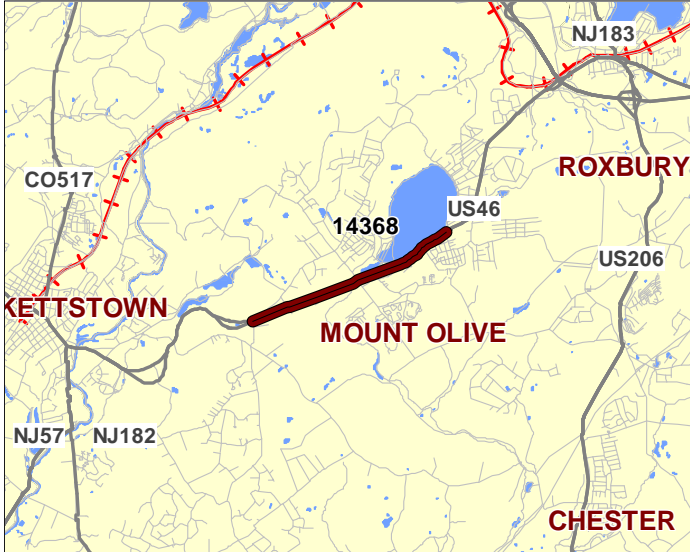 NJ183
ROXBURY
CO517
US46
14368
US206
KETTSTOWN
MOUNT OLIVE
NJ57
NJ182
CHESTER